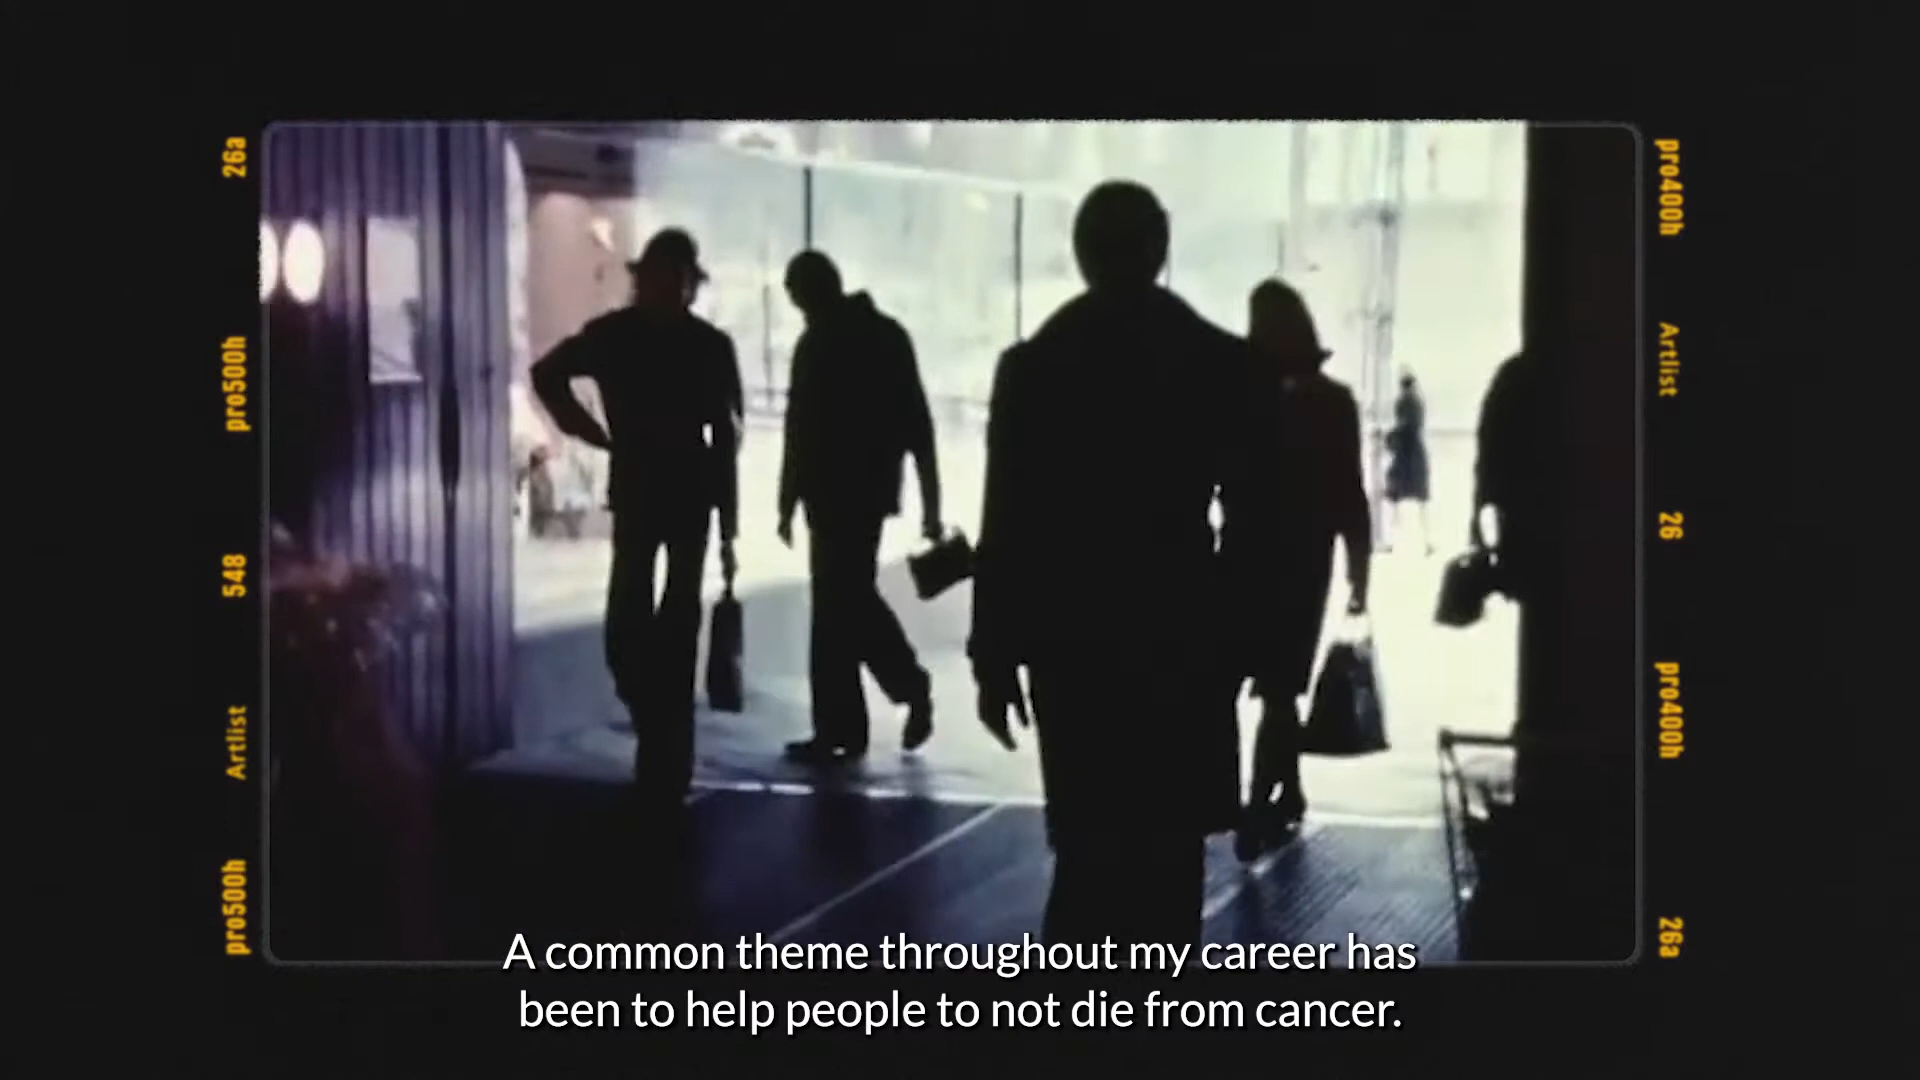 26a
pro500h
548
Artlist
pro500h
pro400h
Artlist
26
pro400h
26a
A common theme throughout my career has
been to help people to not die from cancer.